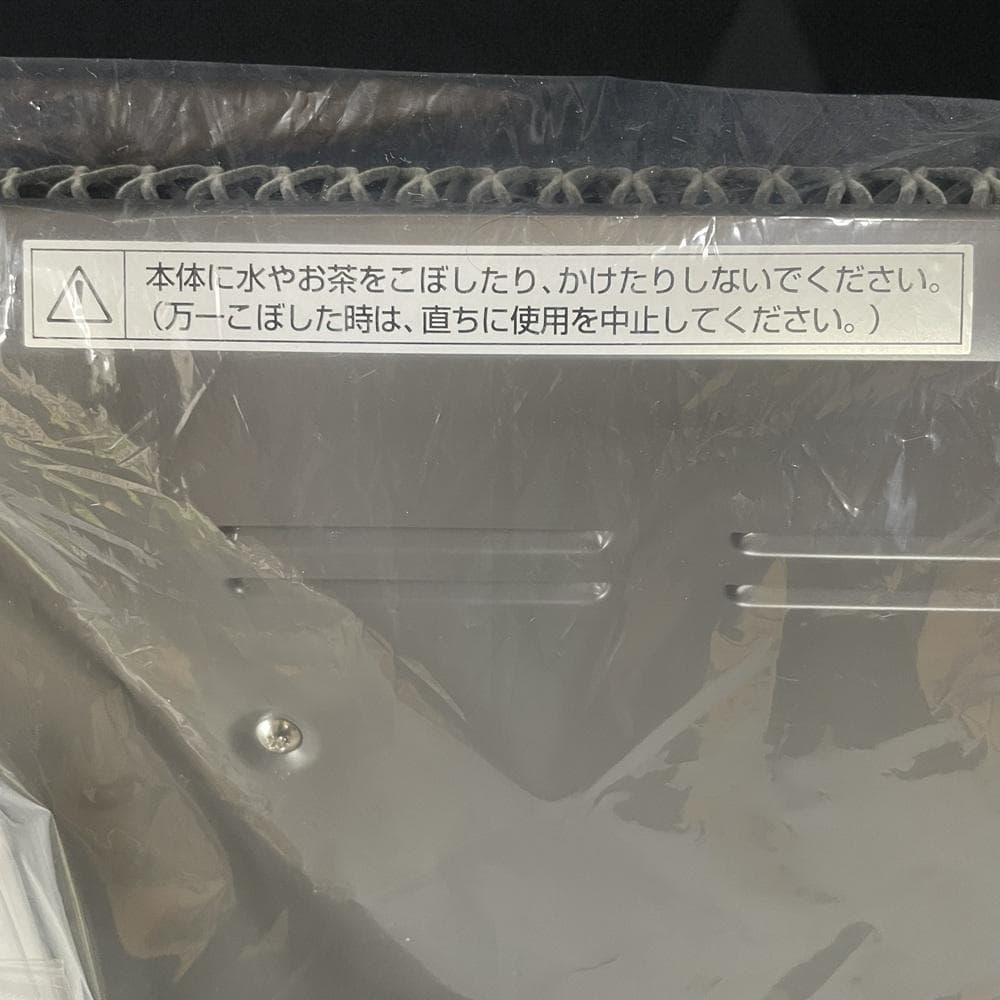 本体に水やお茶をこぼしたり、かけたりしないでください。
（万一こぼした時は、直ちに使用を中止してください。）